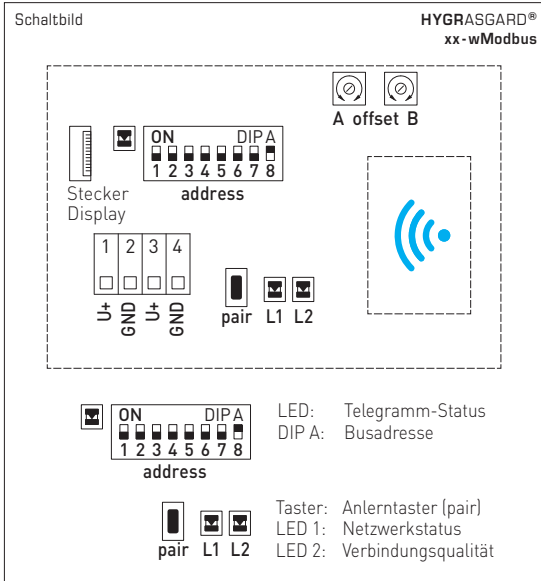 Schaltbild
HYGRASGARD®
xx-wModbus
A offset B
ON DIP A
1 2 3 4 5 6 7 8
address
Stecker
Display
1 2 3 4
U+ GND U+ GND
pair L1 L2
ON DIP A
1 2 3 4 5 6 7 8
address
LED: Telegramm-Status
DIP A: Busadresse
pair L1 L2
Taster: Anlerntaster (pair)
LED 1: Netzwerkstatus
LED 2: Verbindungsqualität